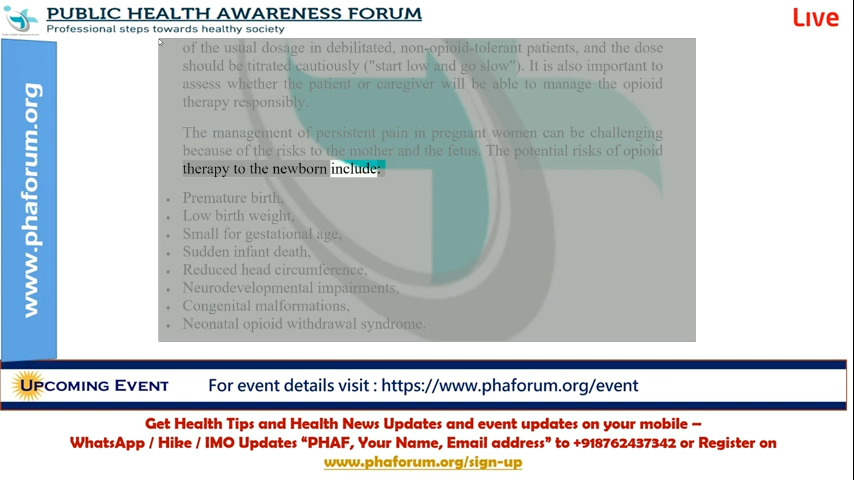 PUBLIC HEALTH AWARENESS FORUM
Professional steps towards healthy society
Live
www.phaforum.org
of the usual dosage in debilitated, non-opioid-tolerant patients, and the dose
should be titrated cautiously ("start low and go slow"). It is also important to
assess whether the patient or caregiver will be able to manage the opioid
therapy responsibly.
The management of persistent pain in pregnant women can be challenging
because of the risks to the mother and the fetus. The potential risks of opioid
therapy to the newborn include:
• Premature birth,
• Low birth weight,
• Small for gestational age,
• Sudden infant death,
• Reduced head circumference,
• Neurodevelopmental impairments,
• Congenital malformations,
• Neonatal opioid withdrawal syndrome.
UPCOMING EVENT
For event details visit : https://www.phaforum.org/event
Get Health Tips and Health News Updates and event updates on your mobile –
WhatsApp / Hike / IMO Updates “PHAF, Your Name, Email address” to +918762437342 or Register on
www.phaforum.org/sign-up